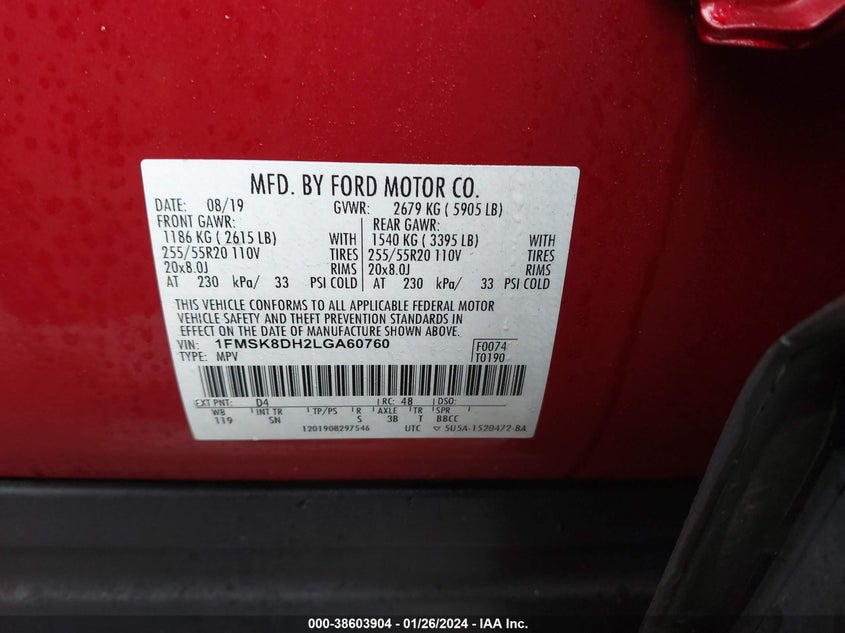 MFD. BY FORD MOTOR CO.
DATE: 08/19 GVWR: 2679 KG ( 5905 LB)
FRONT GAWR: REAR GAWR:
1186 KG ( 2615 LB) WITH 1540 KG ( 3395 LB) WITH
255/55R20 110V TIRES 255/55R20 110V TIRES
20x8.0J RIMS 20x8.0J RIMS
AT 230 kPa/ 33 PSI COLD AT 230 kPa/ 33 PSI COLD
THIS VEHICLE CONFORMS TO ALL APPLICABLE FEDERAL MOTOR
VEHICLE SAFETY AND THEFT PREVENTION STANDARDS IN
EFFECT ON THE DATE OF MANUFACTURE SHOWN ABOVE.
VIN: 1FMSK8DH2LGA60760 F0074
TYPE: MPV T0190
EXT PNT: D4 RC: 48 DSO:
WB INT TR TP/PS R AXLE TR SPR
119 SN S 3B T BBCC
1201908297546 UTC ▽ 5U5A-1520472-BA
000-38603904 - 01/26/2024 - IAA Inc.